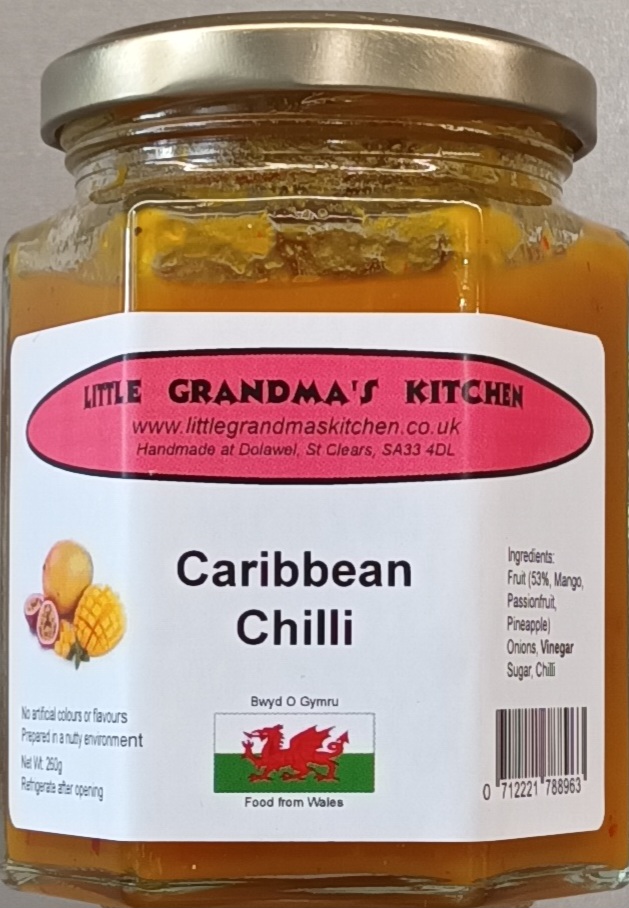 LITTLE GRANDMA'S KITCHEN
www.littlegrandmaskitchen.co.uk
Handmade at Dolawel, St Clears, SA33 4DL
Caribbean
Chilli
Ingredients:
Fruit (53%, Mango,
Passionfruit,
Pineapple)
Onions, Vinegar
Sugar, Chilli
No artificial colours or flavours
Prepared in a nutty environment
Net Wt: 260g
Refrigerate after opening
Bwyd O Gymru
Food from Wales
0 712221 788963